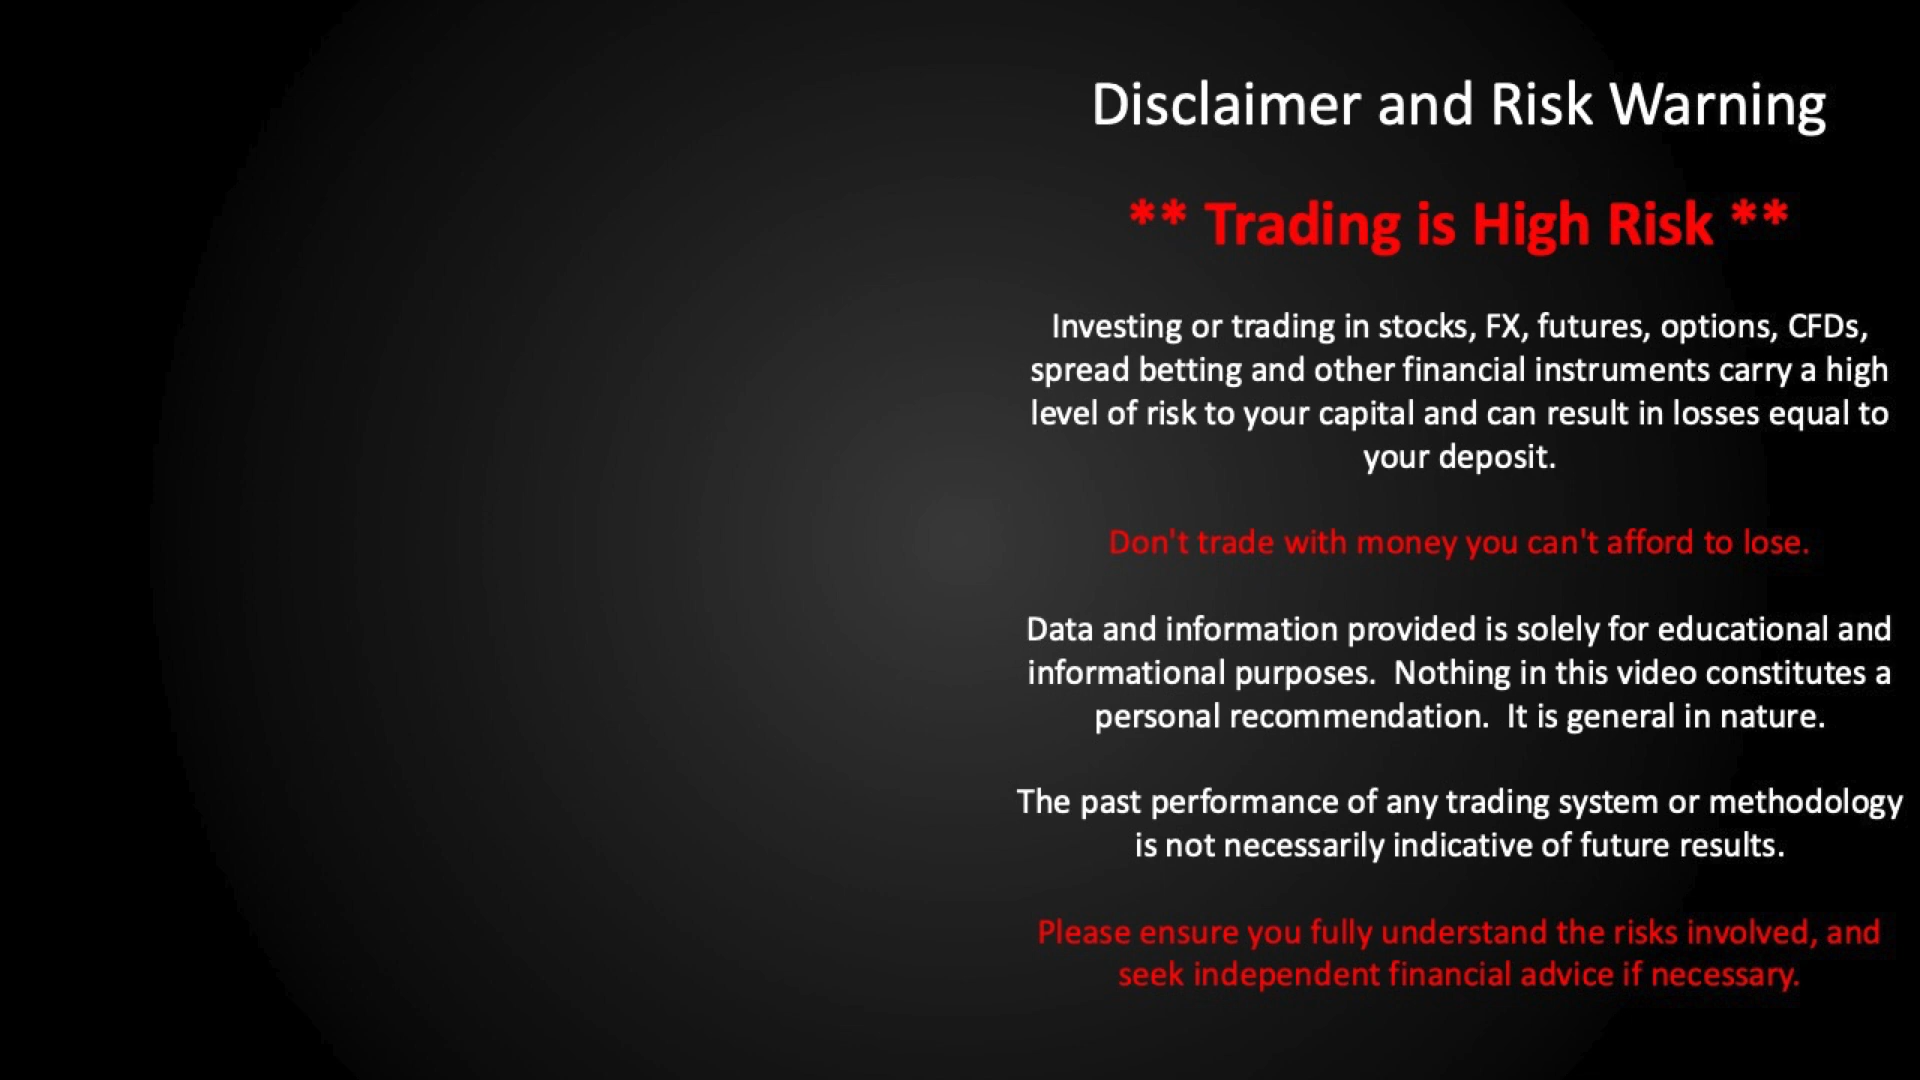 Disclaimer and Risk Warning
** Trading is High Risk **
Investing or trading in stocks, FX, futures, options, CFDs,
spread betting and other financial instruments carry a high
level of risk to your capital and can result in losses equal to
your deposit.
Don't trade with money you can't afford to lose.
Data and information provided is solely for educational and
informational purposes.  Nothing in this video constitutes a
personal recommendation.  It is general in nature.
The past performance of any trading system or methodology
is not necessarily indicative of future results.
Please ensure you fully understand the risks involved, and
seek independent financial advice if necessary.